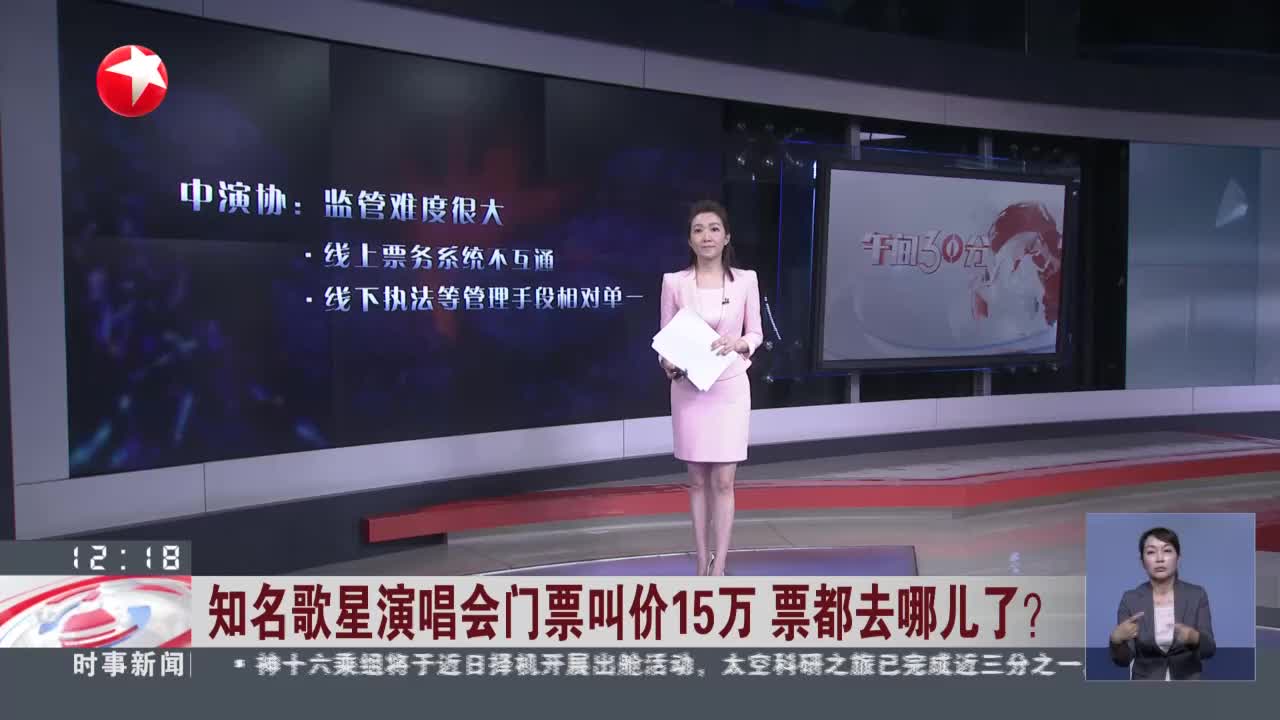 中演协：监管难度很大
·线上票务系统不互通
·线下执法等管理手段相对单一
午间30分
12:18
知名歌星演唱会门票叫价15万 票都去哪儿了?
时事新闻
·神十六乘组将于近日择机开展出舱活动，太空科研之旅已完成近三分之一